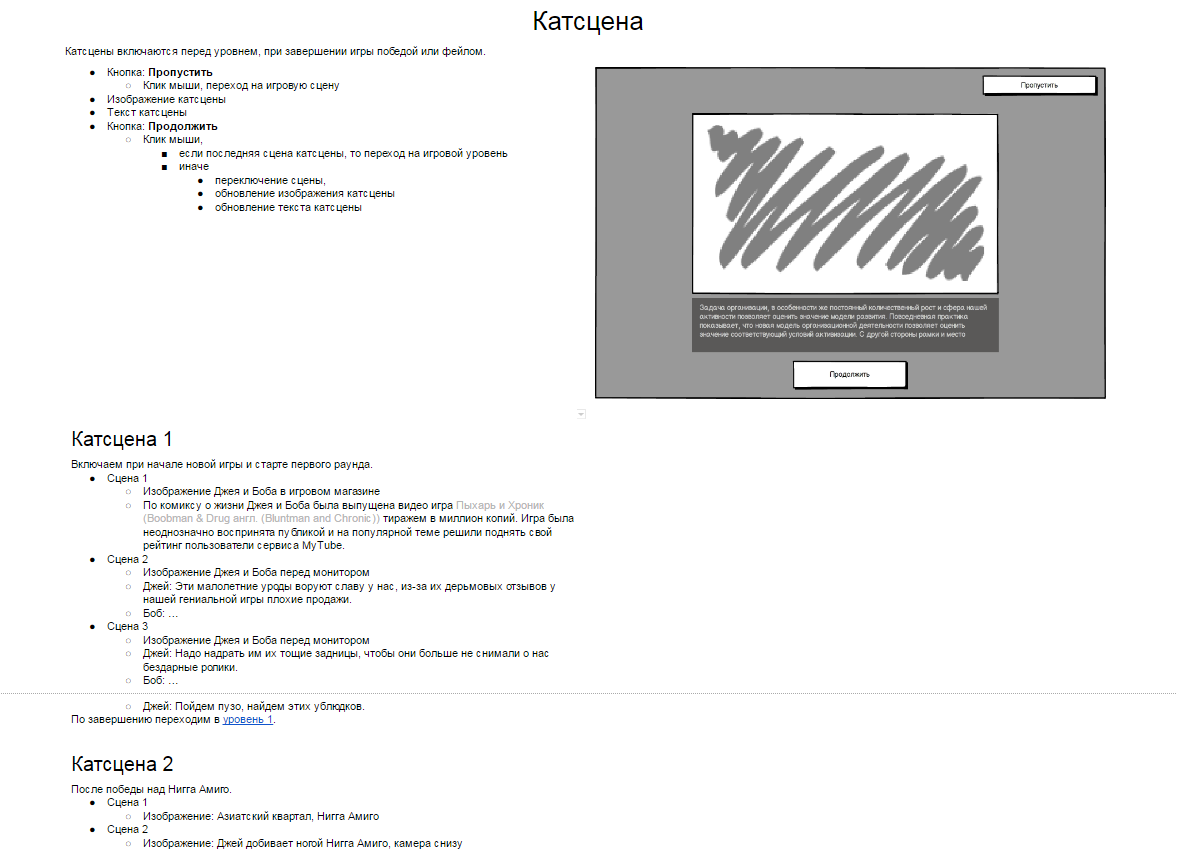 Катсцена
Катсцены включаются перед уровнем, при завершении игры победой или фейлом.
Кнопка: Пропустить
Клик мыши, переход на игровую сцену
Изображение катсцены
Текст катсцены
Кнопка: Продолжить
Клик мыши,
если последняя сцена катсцены, то переход на игровой уровень
иначе
переключение сцены,
обновление изображения катсцены
обновление текста катсцены
Пропустить
Задача организации, в особенности же постоянный количественный рост и сфера нашей
активности позволяет оценить значение модели развития. Повседневная практика
показывает, что новая модель организационной деятельности позволяет оценить
значение соответствующий условий активизации. С другой стороны рамки и место
Продолжить
Катсцена 1
Включаем при начале новой игры и старте первого раунда.
Сцена 1
Изображение Джея и Боба в игровом магазине
По комиксу о жизни Джея и Боба была выпущена видео игра Пыхарь и Хроник
(Boobman & Drug англ. (Bluntman and Chronic)) тиражем в миллион копий. Игра была
неоднозначно воспринята публикой и на популярной теме решили поднять свой
рейтинг пользователи сервиса MyTube.
Сцена 2
Изображение Джея и Боба перед монитором
Джей: Эти малолетние уроды воруют славу у нас, из-за их дерьмовых отзывов у
нашей гениальной игры плохие продажи.
Боб: …
Сцена 3
Изображение Джея и Боба перед монитором
Джей: Надо надрать им их тощие задницы, чтобы они больше не снимали о нас
бездарные ролики.
Боб: …
Джей: Пойдем пузо, найдем этих ублюдков.
По завершению переходим в уровень 1.
Катсцена 2
После победы над Нигга Амиго.
Сцена 1
Изображение: Азиатский квартал, Нигга Амиго
Сцена 2
Изображение: Джей добивает ногой Нигга Амиго, камера снизу